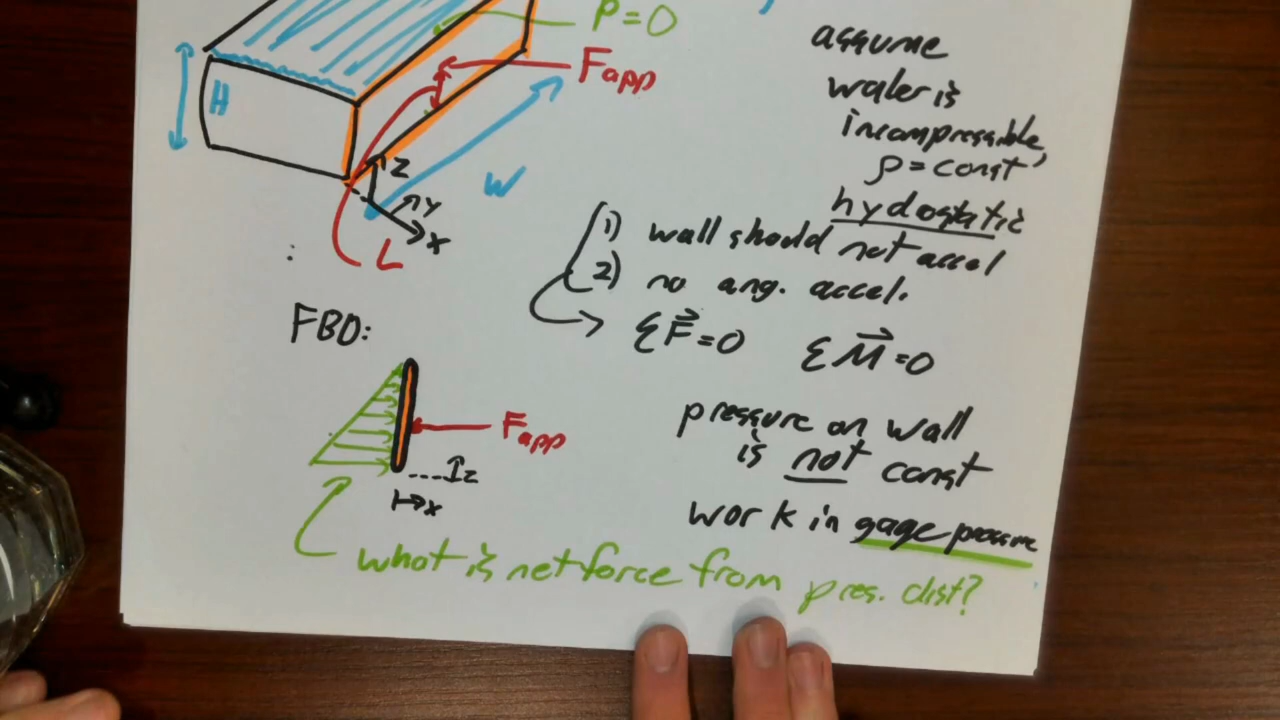 P=0
Fapp
H
W
Z
Y
X
L
assume
water is
incompressible,
ρ=const
hydostatic
1) wall should not accel
2) no ang. accel.
ΣF⃗=0 ΣM⃗=0
FBD:
Fapp
z
x
pressure on wall
is not const
work in gage pressure
what is net force from pres. dist?